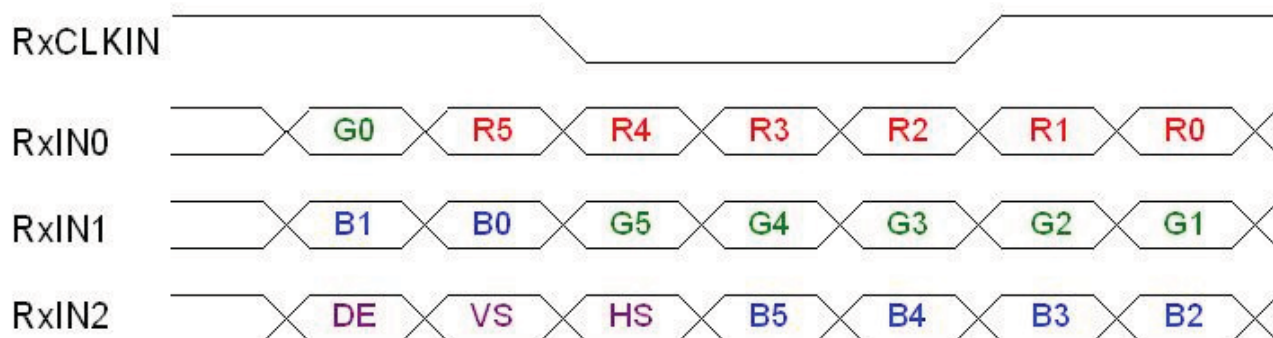 RxCLKIN
RxIN0 G0 R5 R4 R3 R2 R1 R0
RxIN1 B1 B0 G5 G4 G3 G2 G1
RxIN2 DE VS HS B5 B4 B3 B2